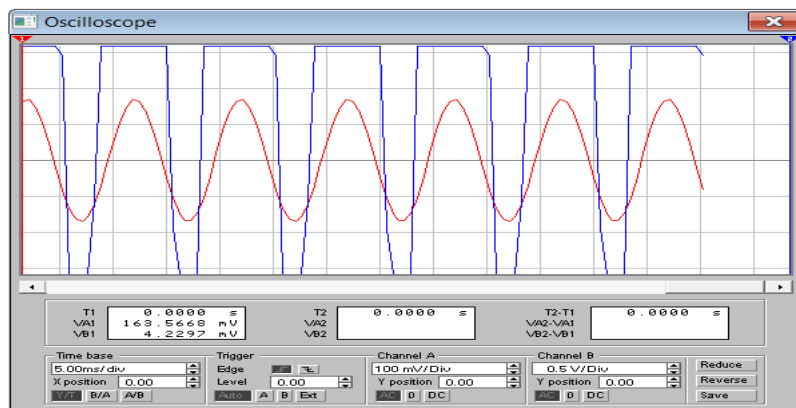 Oscilloscope
1 2
T1 0.0000 s T2 0.0000 s T2-T1 0.0000 s
VA1 163.5668 mV VA2 VA2-VA1
VB1 4.2297 mV VB2 VB2-VB1
Time base Trigger Channel A Channel B
5.00ms/div Edge 100 mV/Div 0.5 V/Div Reduce
X position 0.00 Level 0.00 Y position 0.00 Y position 0.00 Reverse
Y/T B/A A/B Auto A B Ext AC 0 DC AC 0 DC Save